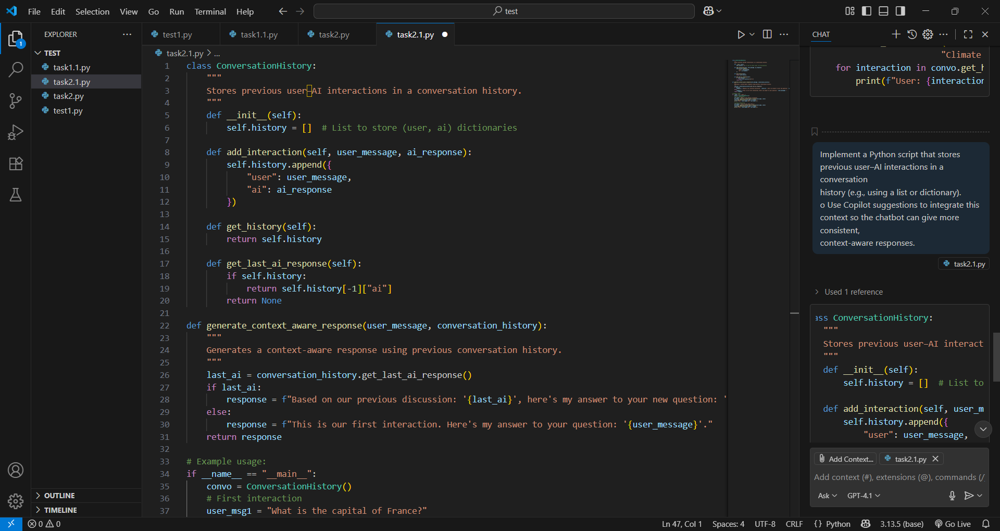 File Edit Selection View Go Run Terminal Help
test
EXPLORER
TEST
task1.1.py
task2.1.py
task2.py
test1.py
OUTLINE
TIMELINE
1
test1.py
task1.1.py
task2.py
task2.1.py
task2.1.py > ...
1 class ConversationHistory:
2 """
3 Stores previous user–AI interactions in a conversation history.
4 """
5 def __init__(self):
6 self.history = [] # List to store (user, ai) dictionaries
7
8 def add_interaction(self, user_message, ai_response):
9 self.history.append({
10 "user": user_message,
11 "ai": ai_response
12 })
13
14 def get_history(self):
15 return self.history
16
17 def get_last_ai_response(self):
18 if self.history:
19 return self.history[-1]["ai"]
20 return None
21
22 def generate_context_aware_response(user_message, conversation_history):
23 """
24 Generates a context-aware response using previous conversation history.
25 """
26 last_ai = conversation_history.get_last_ai_response()
27 if last_ai:
28 response = f"Based on our previous discussion: '{last_ai}', here's my answer to your new question: '
29 else:
30 response = f"This is our first interaction. Here's my answer to your question: '{user_message}'."
31 return response
32
33 # Example usage:
34 if __name__ == "__main__":
35 convo = ConversationHistory()
36 # First interaction
37 user_msg1 = "What is the capital of France?"
CHAT
"Climate
for interaction in convo.get_h
print(f"User: {interaction
Implement a Python script that stores
previous user–AI interactions in a
conversation
history (e.g., using a list or dictionary).
o Use Copilot suggestions to integrate this
context so the chatbot can give more
consistent,
context-aware responses.
task2.1.py
Used 1 reference
ass ConversationHistory:
"""
Stores previous user–AI interact
"""
def __init__(self):
self.history = [] # List to
def add_interaction(self, user_m
self.history.append({
"user": user_message,
Add Context...
task2.1.py
Add context (#), extensions (@), commands (/
Ask
GPT-4.1
0 0
Ln 47, Col 1
Spaces: 4
UTF-8
CRLF
{} Python
3.13.5 (base)
Go Live